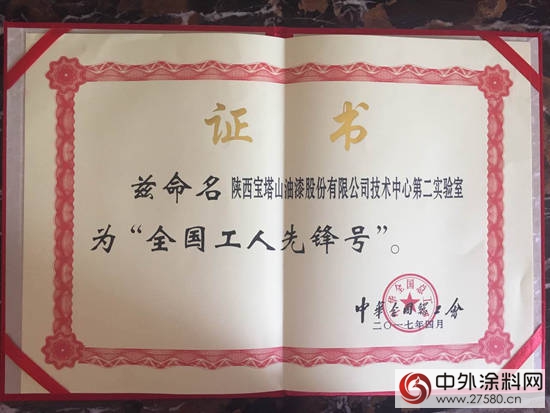 证 书
兹命名陕西宝塔山油漆股份有限公司技术中心第二实验室
为“全国工人先锋号”。
中华全国总工会
二〇一七年四月
中外涂料网
www.27580.cn